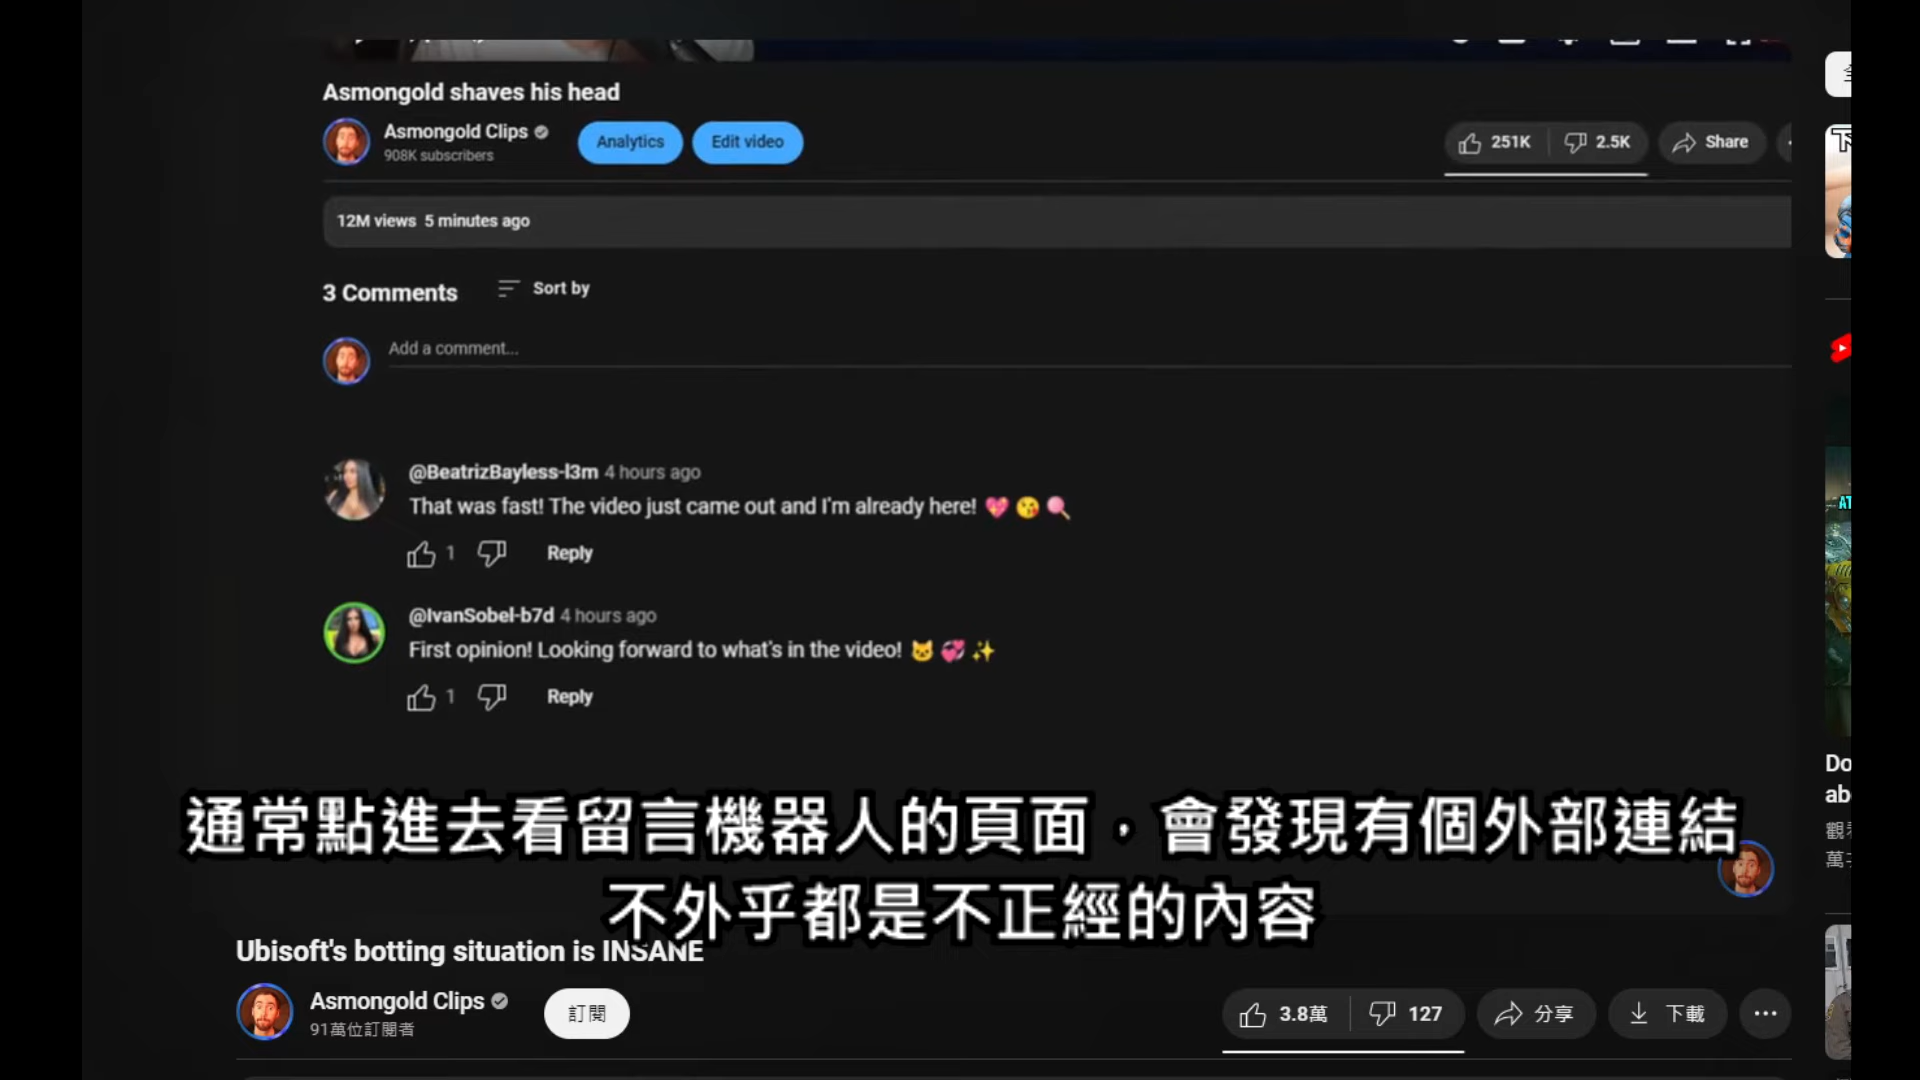 Asmongold shaves his head
Asmongold Clips
908K subscribers
Analytics
Edit video
251K
2.5K
Share
12M views 5 minutes ago
3 Comments
Sort by
Add a comment...
@BeatrizBayless-l3m 4 hours ago
That was fast! The video just came out and I'm already here! 💖 😘 🍭
1
Reply
@IvanSobel-b7d 4 hours ago
First opinion! Looking forward to what's in the video! 🐱 💞 ✨
1
Reply
通常點進去看留言機器人的頁面，會發現有個外部連結
不外乎都是不正經的內容
Ubisoft's botting situation is INSANE
Asmongold Clips
91萬位訂閱者
訂閱
3.8萬
127
分享
下載
Do
ab